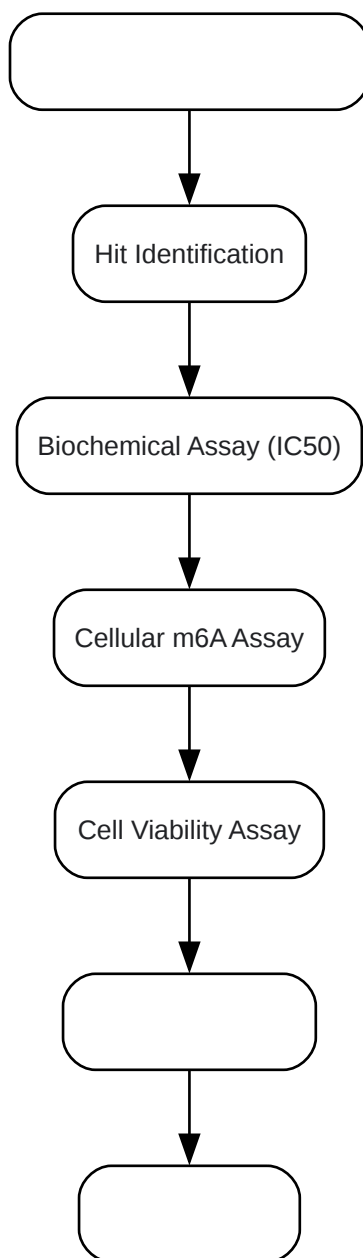 Hit Identification
Biochemical Assay (IC50)
Cellular m6A Assay
Cell Viability Assay